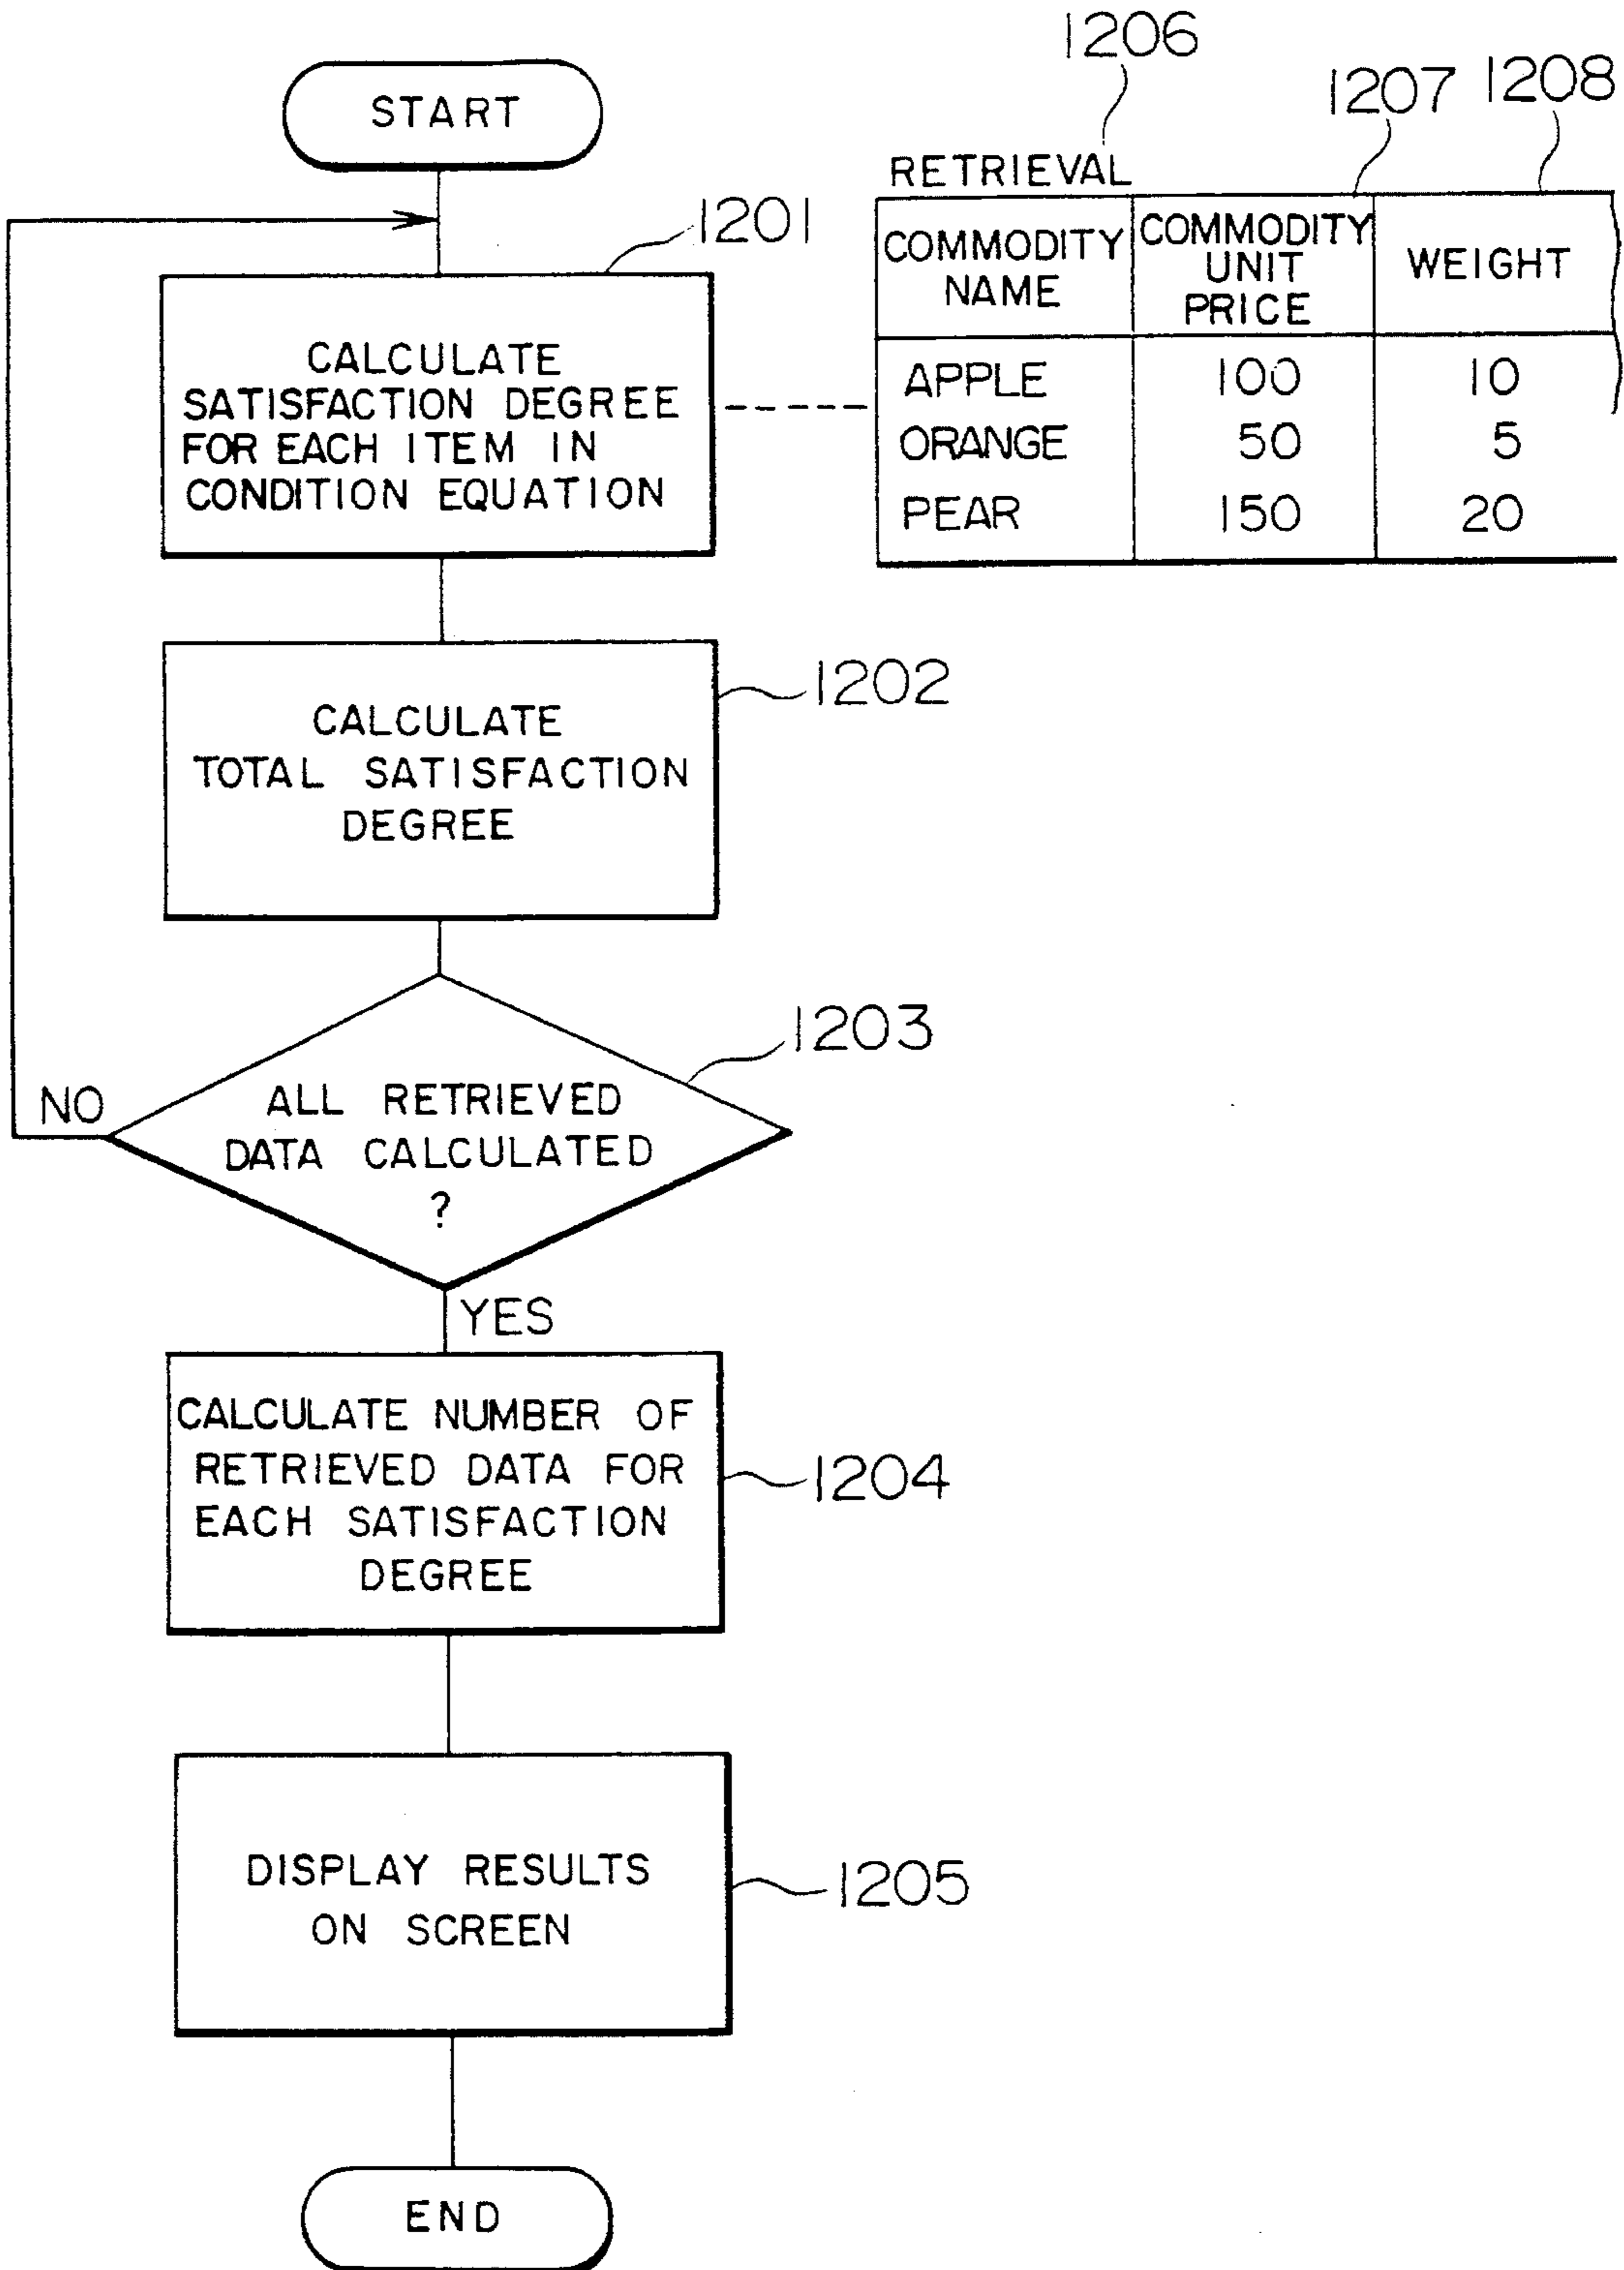 START
1201
CALCULATE
SATISFACTION DEGREE
FOR EACH ITEM IN
CONDITION EQUATION
1206
1207
1208
RETRIEVAL
COMMODITY
NAME
COMMODITY
UNIT
PRICE
WEIGHT
APPLE 100 10
ORANGE 50 5
PEAR 150 20
1202
CALCULATE
TOTAL SATISFACTION
DEGREE
1203
NO
ALL RETRIEVED
DATA CALCULATED
?
YES
CALCULATE NUMBER OF
RETRIEVED DATA FOR
EACH SATISFACTION
DEGREE
1204
DISPLAY RESULTS
ON SCREEN
1205
END